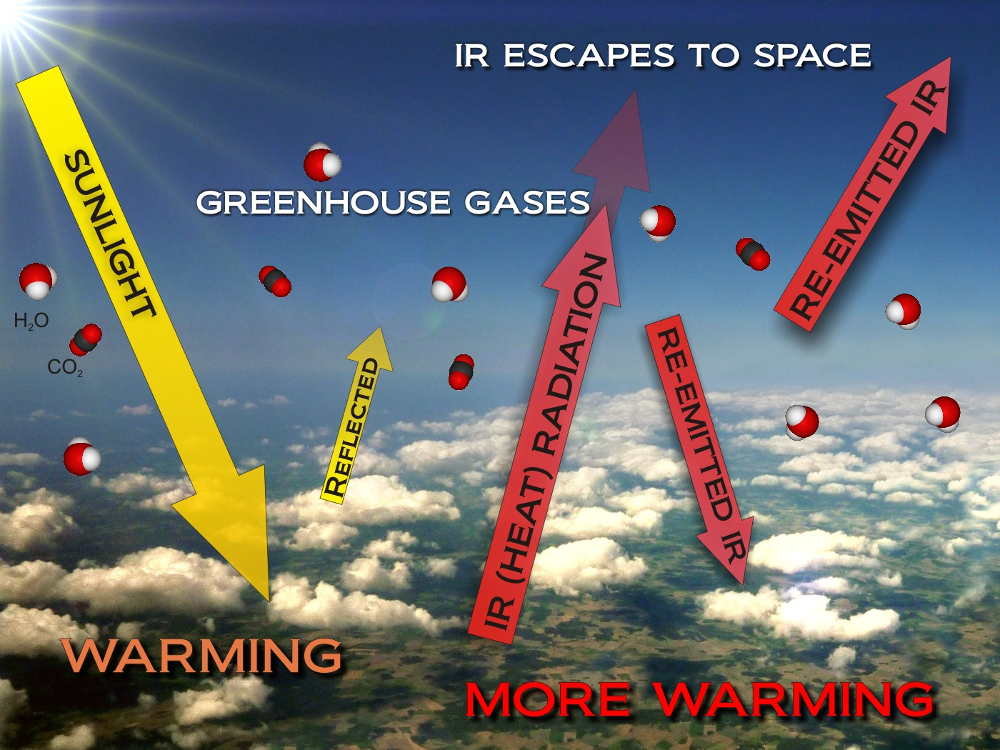 IR ESCAPES TO SPACE
SUNLIGHT
GREENHOUSE GASES
RE-EMITTED IR
H₂O
CO₂
REFLECTED
IR (HEAT) RADIATION
RE-EMITTED IR
WARMING
MORE WARMING